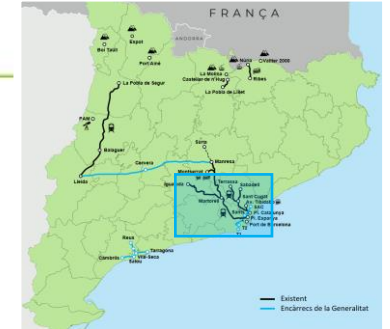 FRANÇA
ANDORRA
Espot
Boí Taüll
Port Ainé
Núria
Vallter 2000
La Molina
Castellar de n'Hug
Ribes
La Pobla de Lillet
La Pobla de Segur
PAM
Balaguer
Súria
Cervera
Manresa
Montserrat
Lleida
Igualada
Terrassa
Sabadell
Martorell
Sant Cugat
Av. Tibidabo
Sants
Pl. Catalunya
Pl. Espanya
Port de Barcelona
Reus
Tarragona
Vila-Seca
Cambrils
Salou
Existent
Encàrrecs de la Generalitat